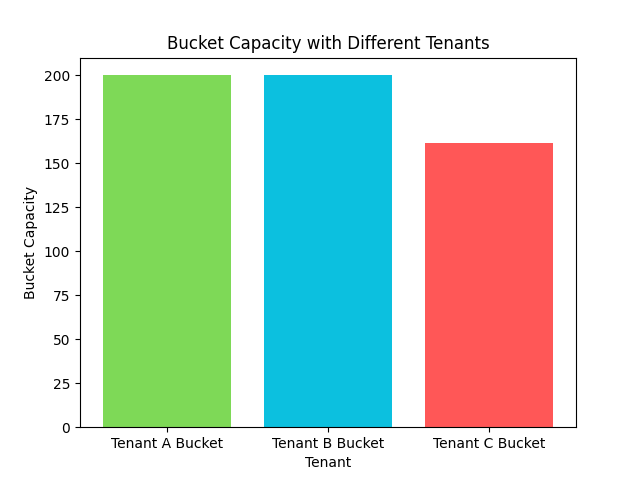 Bucket Capacity with Different Tenants
Bucket Capacity
200
175
150
125
100
75
50
25
0
Tenant A Bucket
Tenant B Bucket
Tenant C Bucket
Tenant